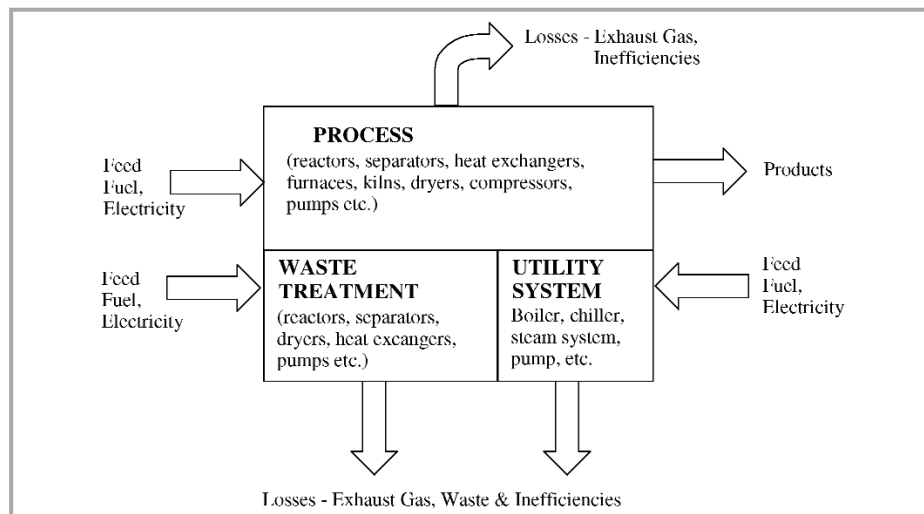 Losses - Exhaust Gas,
Inefficiencies
PROCESS
(reactors, separators, heat exchangers,
furnaces, kilns, dryers, compressors,
pumps etc.)
Feed
Fuel,
Electricity
Products
WASTE
TREATMENT
(reactors, separators,
dryers, heat excangers,
pumps etc.)
UTILITY
SYSTEM
Boiler, chiller,
steam system,
pump, etc.
Feed
Fuel,
Electricity
Feed
Fuel,
Electricity
Losses - Exhaust Gas, Waste & Inefficiencies